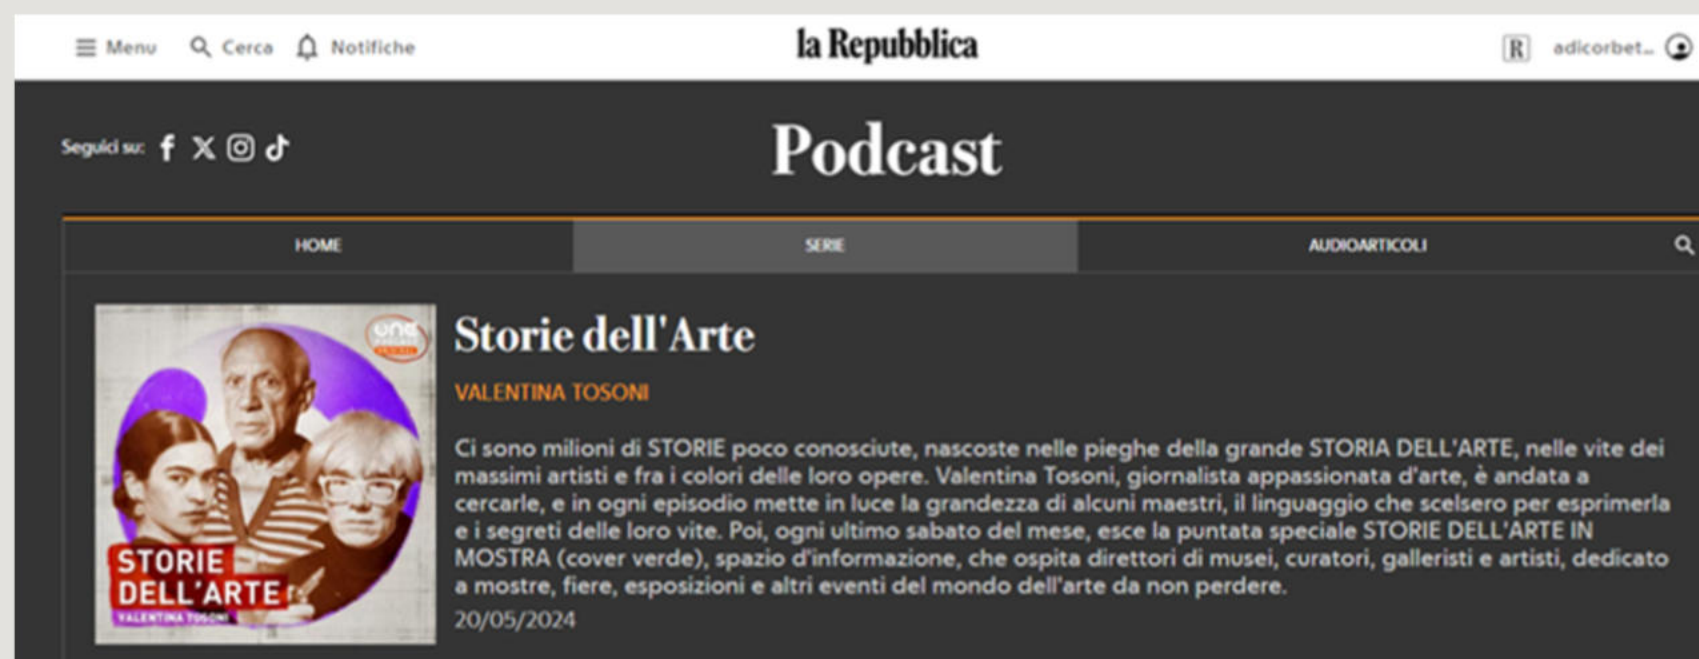 Menu Cerca Notifiche la Repubblica R adicorbet...
Seguici su:
Podcast
HOME SERIE AUDIOARTICOLI
Storie dell'Arte
VALENTINA TOSONI
Ci sono milioni di STORIE poco conosciute, nascoste nelle pieghe della grande STORIA DELL'ARTE, nelle vite dei
massimi artisti e fra i colori delle loro opere. Valentina Tosoni, giornalista appassionata d'arte, è andata a
cercarle, e in ogni episodio mette in luce la grandezza di alcuni maestri, il linguaggio che scelsero per esprimerla
e i segreti delle loro vite. Poi, ogni ultimo sabato del mese, esce la puntata speciale STORIE DELL'ARTE IN
MOSTRA (cover verde), spazio d'informazione, che ospita direttori di musei, curatori, galleristi e artisti, dedicato
a mostre, fiere, esposizioni e altri eventi del mondo dell'arte da non perdere.
20/05/2024
one
PODCAST
STORIE
DELL'ARTE
VALENTINA TOSONI